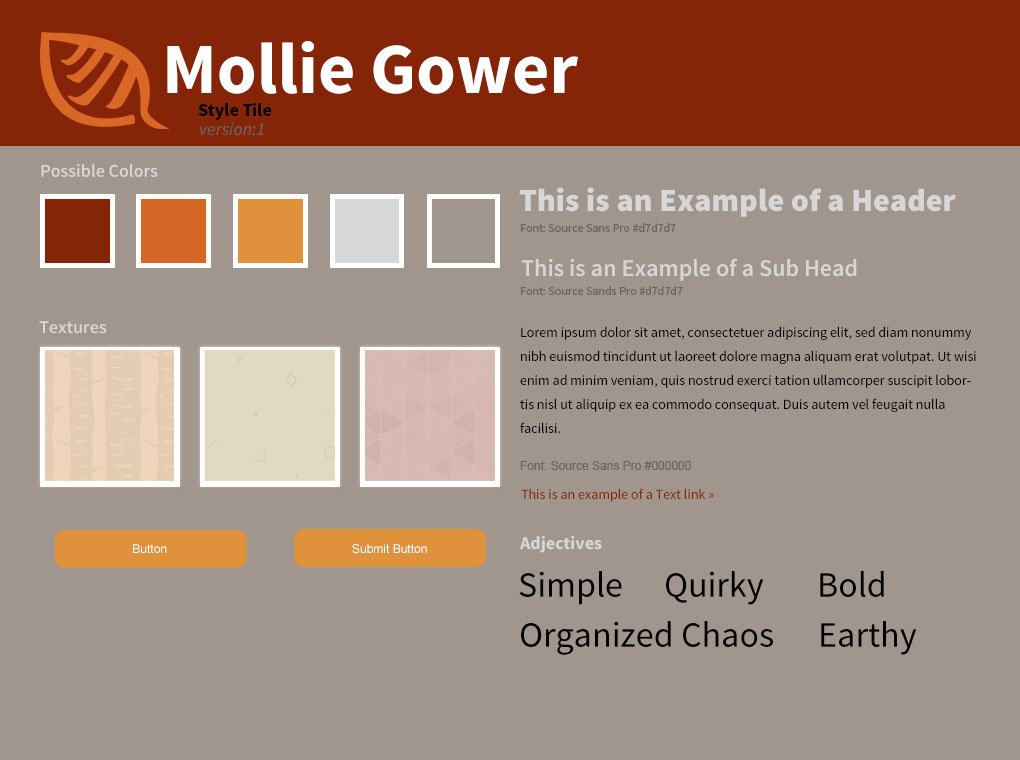 Mollie Gower
Style Tile
version:1
Possible Colors
Textures
Button
Submit Button
This is an Example of a Header
Font: Source Sans Pro #d7d7d7
This is an Example of a Sub Head
Font: Source Sands Pro #d7d7d7
Lorem ipsum dolor sit amet, consectetuer adipiscing elit, sed diam nonummy
nibh euismod tincidunt ut laoreet dolore magna aliquam erat volutpat. Ut wisi
enim ad minim veniam, quis nostrud exerci tation ullamcorper suscipit lobor-
tis nisl ut aliquip ex ea commodo consequat. Duis autem vel feugait nulla
facilisi.
Font: Source Sans Pro #000000
This is an example of a Text link »
Adjectives
Simple Quirky Bold
Organized Chaos Earthy